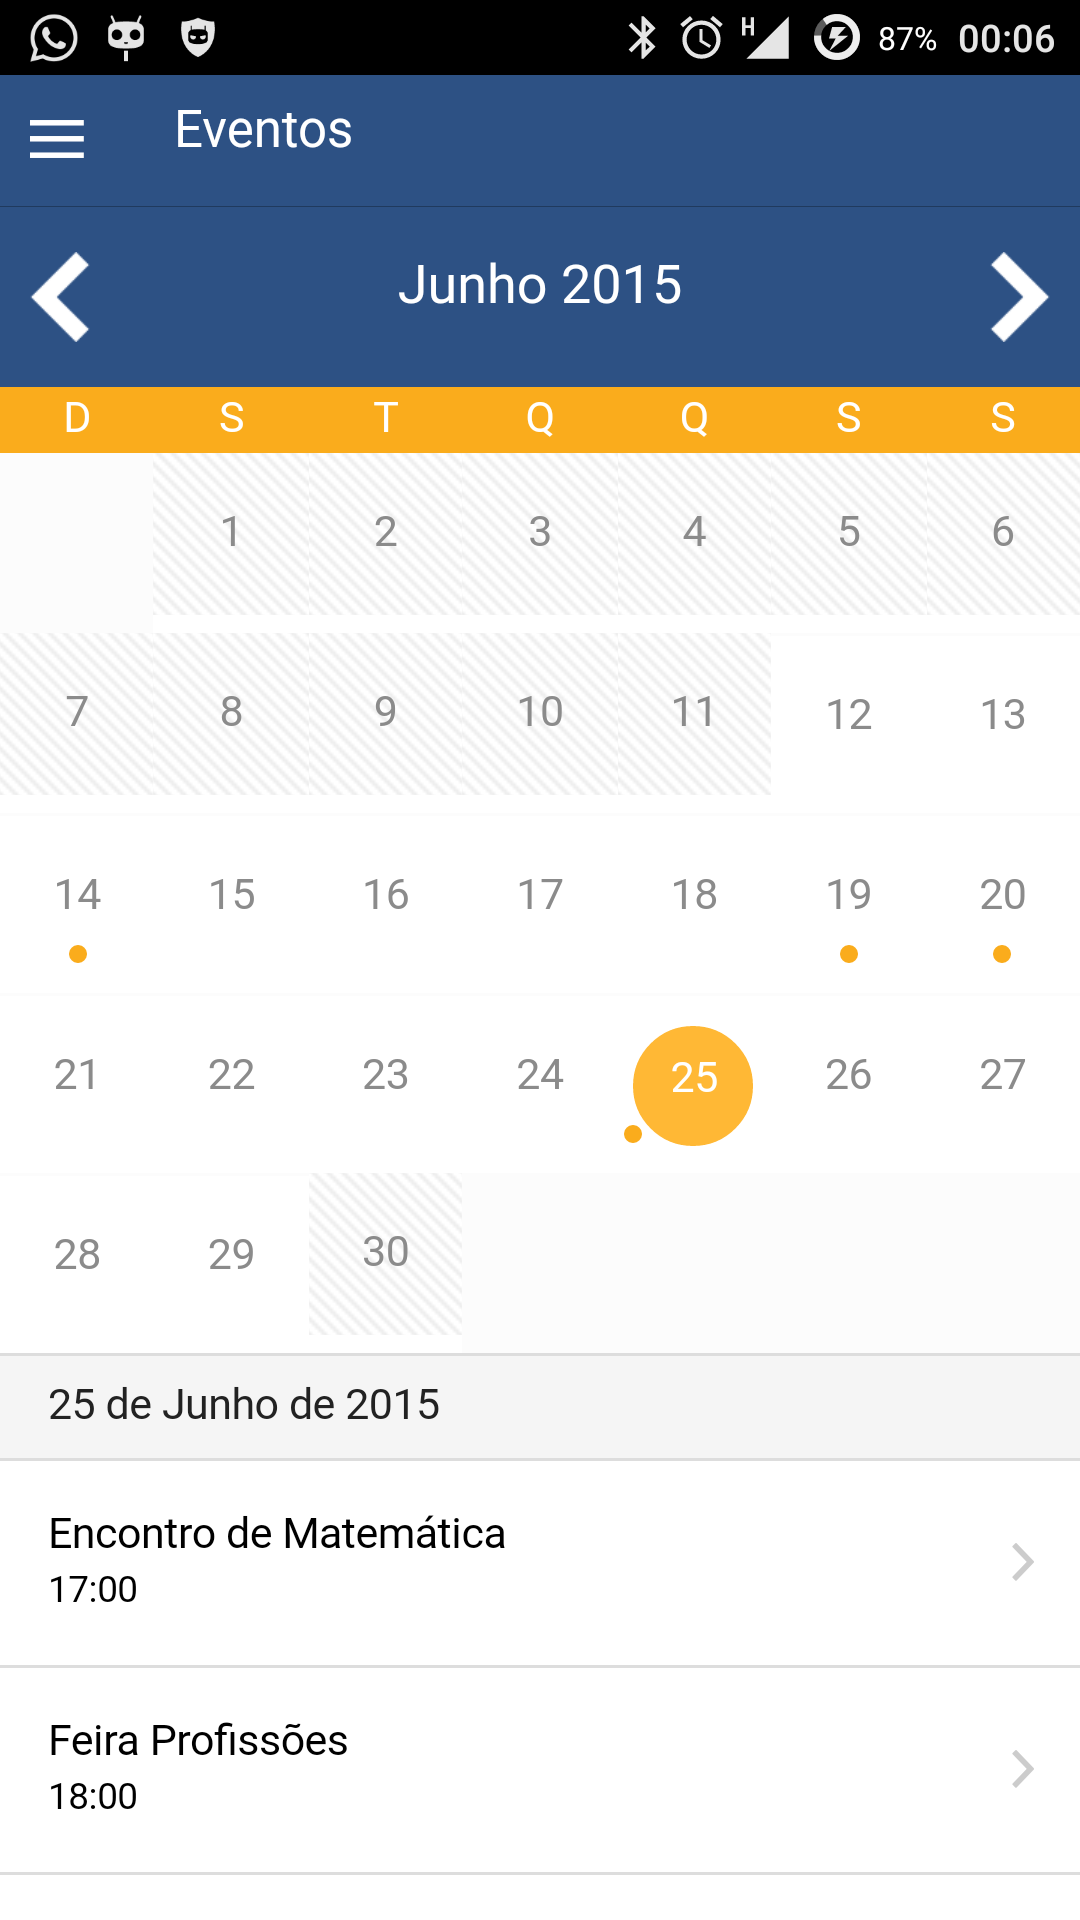 H 87% 00:06
Eventos
Junho 2015
D S T Q Q S S
1 2 3 4 5 6
7 8 9 10 11 12 13
14 15 16 17 18 19 20
21 22 23 24 25 26 27
28 29 30
25 de Junho de 2015
Encontro de Matemática
17:00
Feira Profissões
18:00